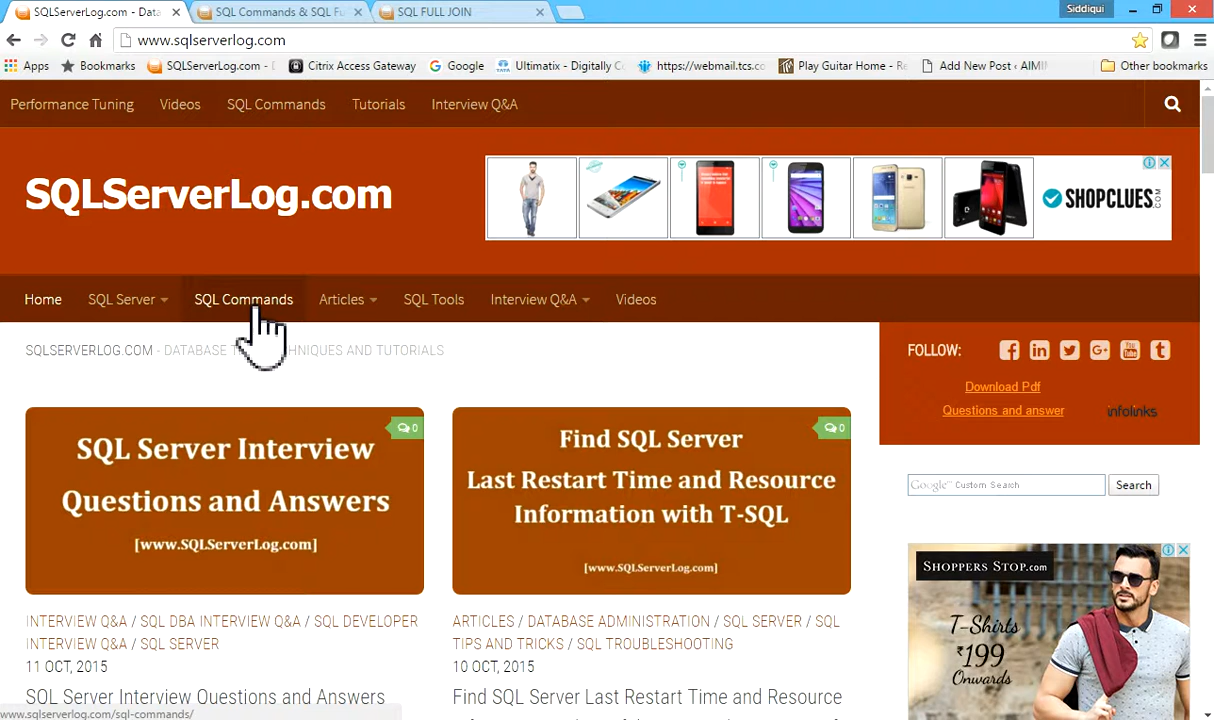 SQLServerLog.com - Data
SQL Commands & SQL Fu
SQL FULL JOIN
Siddiqui
www.sqlserverlog.com
Apps
Bookmarks
SQLServerLog.com - D
Citrix Access Gateway
Google
Ultimatix - Digitally Co
https://webmail.tcs.co
Play Guitar Home - Re
Add New Post ‹ AIMIN
Other bookmarks
Performance Tuning
Videos
SQL Commands
Tutorials
Interview Q&A
SQLServerLog.com
SHOPCLUES.COM
Home
SQL Server
SQL Commands
Articles
SQL Tools
Interview Q&A
Videos
SQLSERVERLOG.COM - DATABASE T NIQUES AND TUTORIALS
FOLLOW:
You Tube
Download Pdf
Questions and answer
infolinks
Google™ Custom Search
Search
0
SQL Server Interview
Questions and Answers
[www.SQLServerLog.com]
0
Find SQL Server
Last Restart Time and Resource
Information with T-SQL
[www.SQLServerLog.com]
SHOPPERS STOP.COM
T-SHIRTS
₹199
ONWARDS
INTERVIEW Q&A / SQL DBA INTERVIEW Q&A / SQL DEVELOPER
INTERVIEW Q&A / SQL SERVER
11 OCT, 2015
SQL Server Interview Questions and Answers
ARTICLES / DATABASE ADMINISTRATION / SQL SERVER / SQL
TIPS AND TRICKS / SQL TROUBLESHOOTING
10 OCT, 2015
Find SQL Server Last Restart Time and Resource
www.sqlserverlog.com/sql-commands/